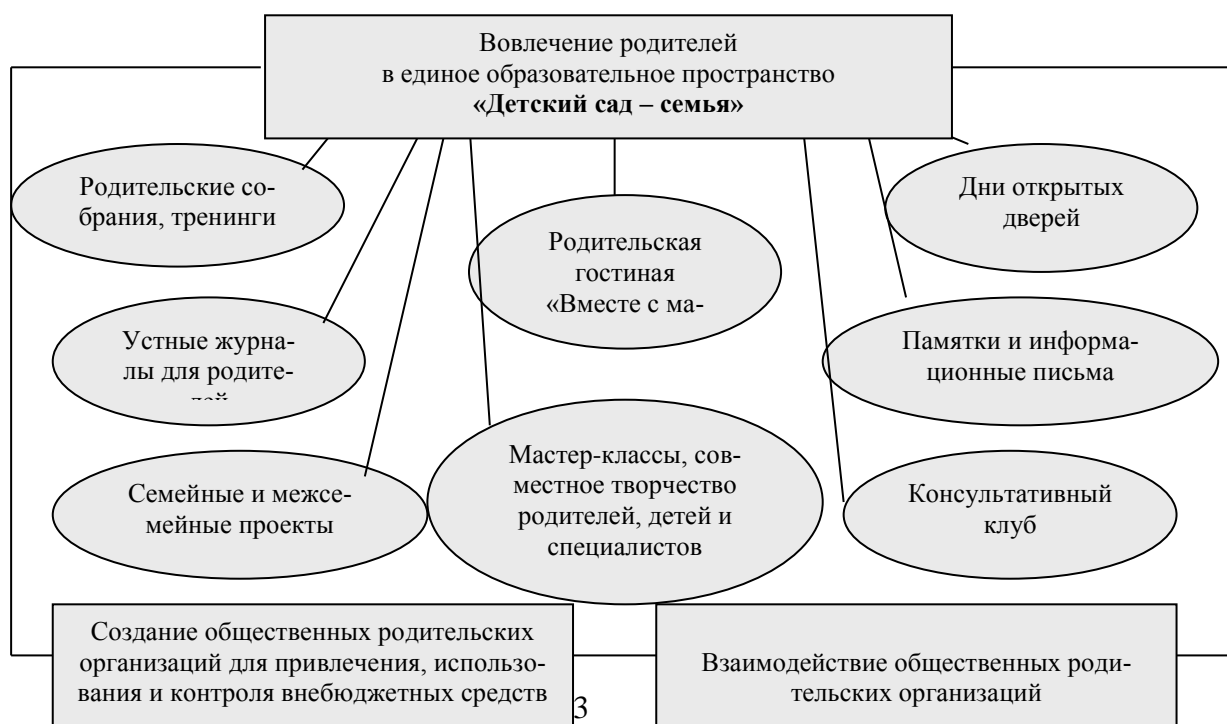 Вовлечение родителей
в единое образовательное пространство
«Детский сад – семья»
Родительские со-
брания, тренинги
Дни открытых
дверей
Родительская
гостиная
«Вместе с ма-
Устные журна-
лы для родите-
Памятки и информа-
ционные письма
Мастер-классы, сов-
местное творчество
родителей, детей и
специалистов
Семейные и межсе-
мейные проекты
Консультативный
клуб
Создание общественных родительских
организаций для привлечения, использо-
вания и контроля внебюджетных средств
Взаимодействие общественных роди-
тельских организаций
3